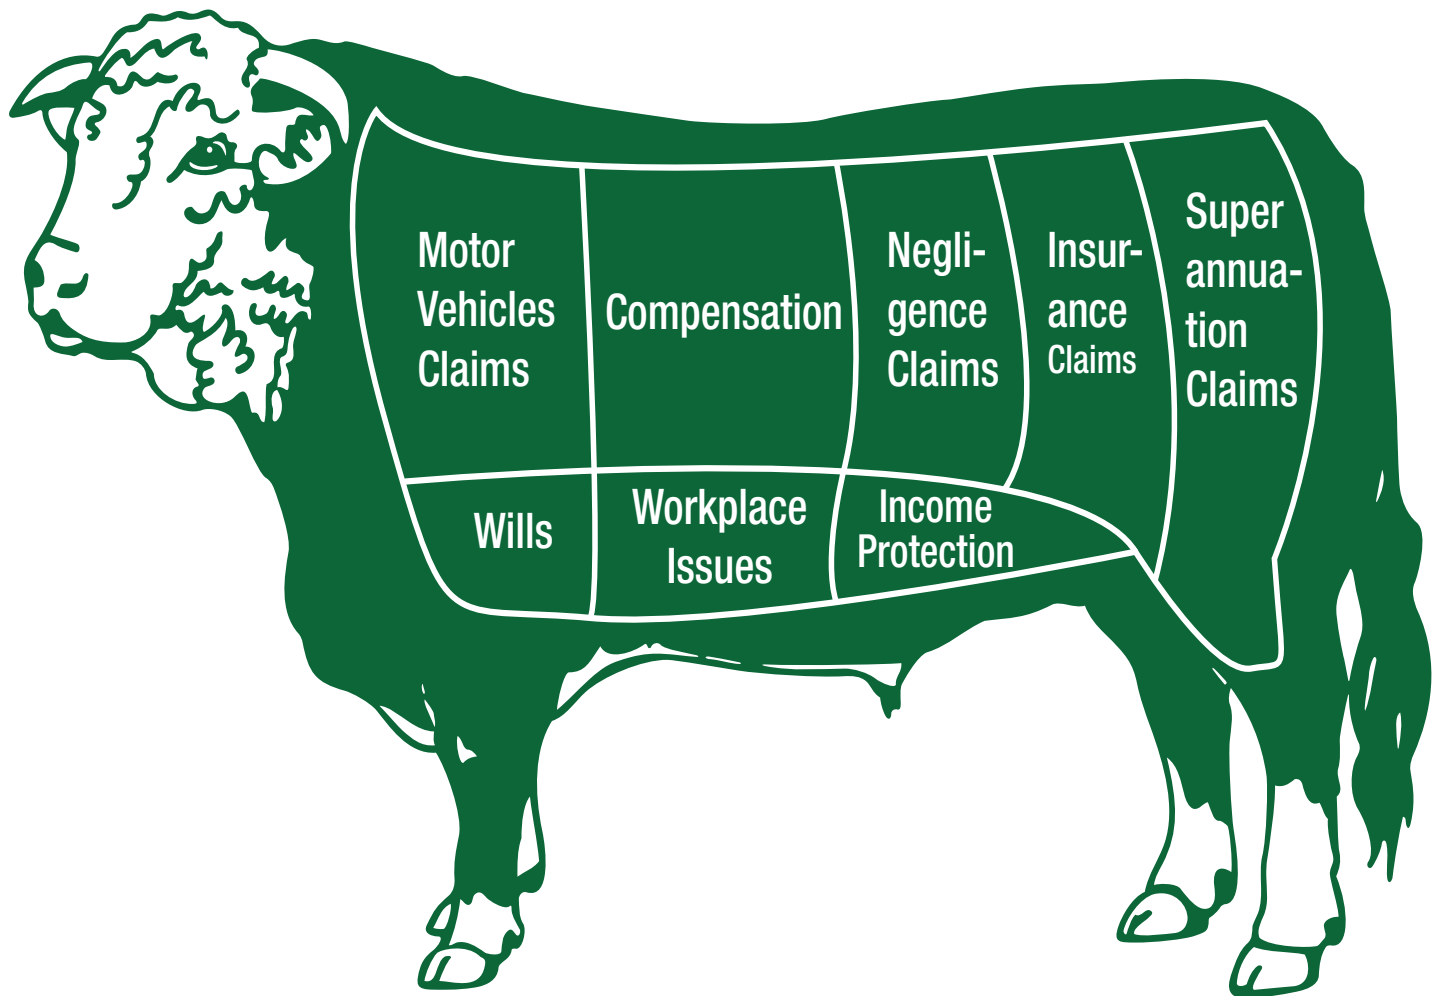 Motor
Vehicles
Claims
Compensation
Negli-
gence
Claims
Insur-
ance
Claims
Super
annua-
tion
Claims
Wills
Workplace
Issues
Income
Protection